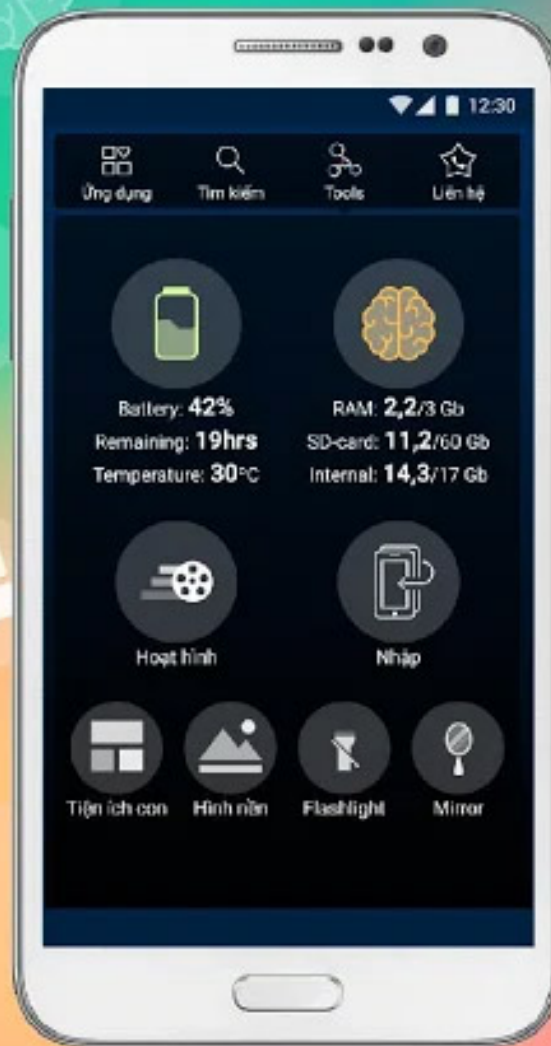 12:30
Ứng dụng Tìm kiếm Tools Liên hệ
Battery: 42% RAM: 2,2/3 Gb
Remaining: 19hrs SD-card: 11,2/60 Gb
Temperature: 30°C Internal: 14,3/17 Gb
Hoạt hình Nhập
Tiện ích con Hình nền Flashlight Mirror